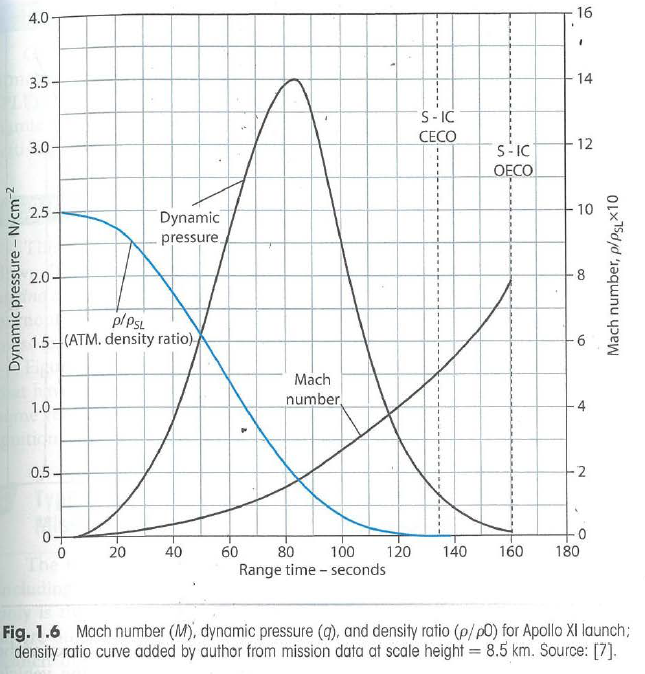 4.0
3.5
3.0
2.5
2.0
1.5
1.0
0.5
0
Dynamic pressure – N/cm⁻²
16
14
12
10
8
6
4
2
0
Mach number, ρ/ρSL×10
S - IC
CECO
S - IC
OECO
Dynamic
pressure
ρ/ρSL
(ATM. density ratio)
Mach
number
0 20 40 60 80 100 120 140 160 180
Range time – seconds
Fig. 1.6 Mach number (M), dynamic pressure (q), and density ratio (ρ/ρ0) for Apollo XI launch;
density ratio curve added by author from mission data at scale height = 8.5 km. Source: [7].